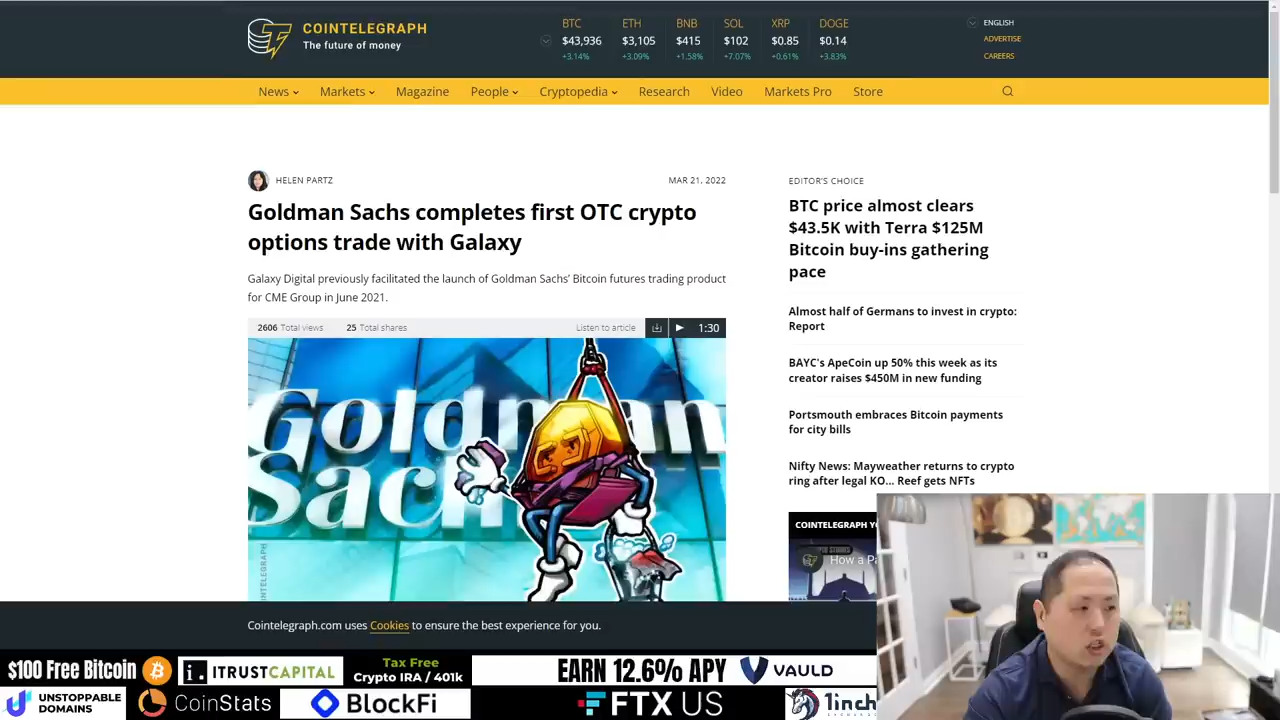 COINTELEGRAPH
The future of money
BTC
$43,936
+3.14%
ETH
$3,105
+3.09%
BNB
$415
+1.58%
SOL
$102
+7.07%
XRP
$0.85
+0.61%
DOGE
$0.14
+3.83%
ENGLISH
ADVERTISE
CAREERS
News Markets Magazine People Cryptopedia Research Video Markets Pro Store
HELEN PARTZ
MAR 21, 2022
Goldman Sachs completes first OTC crypto
options trade with Galaxy
Galaxy Digital previously facilitated the launch of Goldman Sachs' Bitcoin futures trading product
for CME Group in June 2021.
2606 Total views 25 Total shares Listen to article 1:30
Goldman
Sach
COINTELEGRAPH
EDITOR'S CHOICE
BTC price almost clears
$43.5K with Terra $125M
Bitcoin buy-ins gathering
pace
Almost half of Germans to invest in crypto:
Report
BAYC's ApeCoin up 50% this week as its
creator raises $450M in new funding
Portsmouth embraces Bitcoin payments
for city bills
Nifty News: Mayweather returns to crypto
ring after legal KO... Reef gets NFTs
COINTELEGRAPH YO
How a Pa
Cointelegraph.com uses Cookies to ensure the best experience for you.
$100 Free Bitcoin
i. ITRUSTCAPITAL
Tax Free
Crypto IRA / 401k
EARN 12.6% APY
VAULD
UNSTOPPABLE
DOMAINS
CoinStats
BlockFi
FTX US
1inch